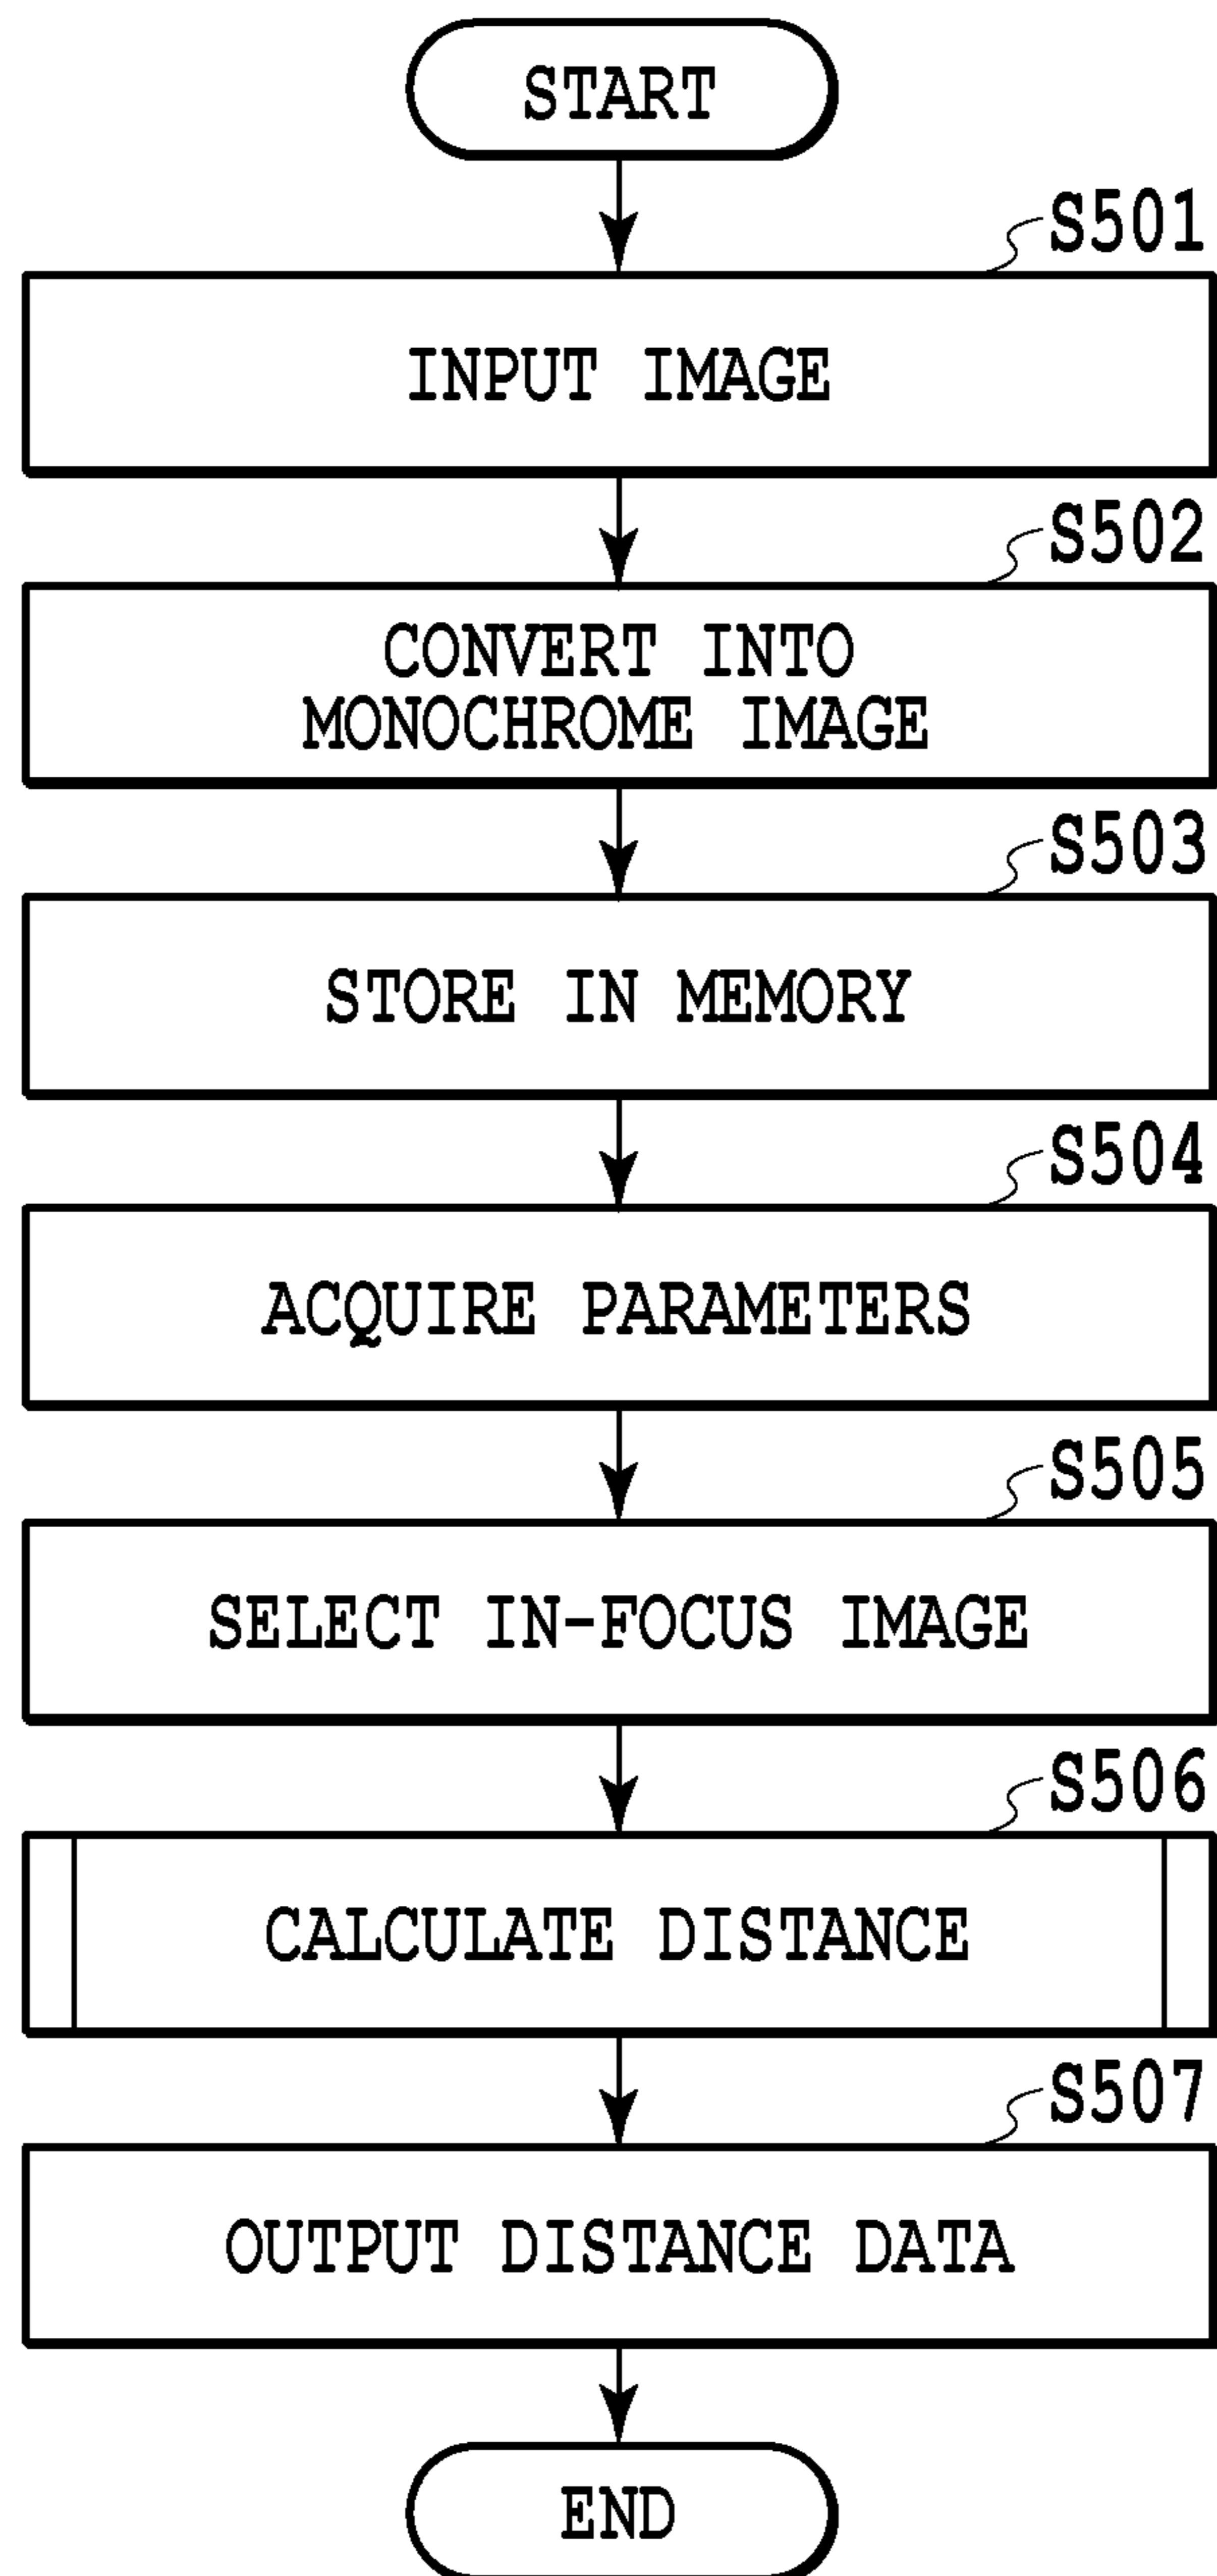 START
S501
INPUT IMAGE
S502
CONVERT INTO
MONOCHROME IMAGE
S503
STORE IN MEMORY
S504
ACQUIRE PARAMETERS
S505
SELECT IN-FOCUS IMAGE
S506
CALCULATE DISTANCE
S507
OUTPUT DISTANCE DATA
END